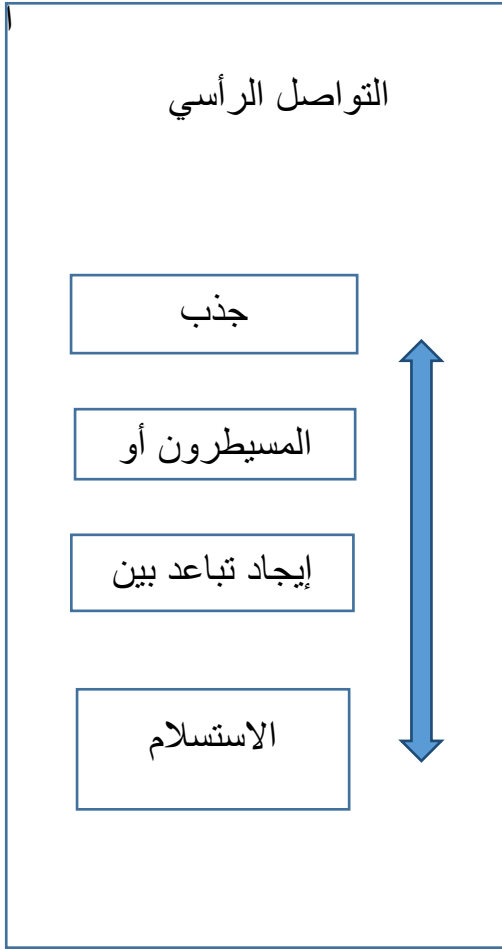 ا
التواصل الرأسي
جذب
المسيطرون أو
إيجاد تباعد بين
الاستسلام